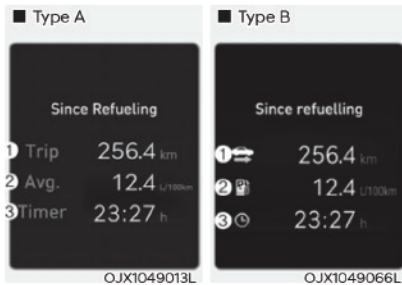 ■ Type A
Since Refueling
1 Trip 256.4 km
2 Avg. 12.4 L/100km
3 Timer 23:27 h
OJX1049013L
■ Type B
Since refuelling
1 256.4 km
2 12.4 L/100km
3 23:27 h
OJX1049066L